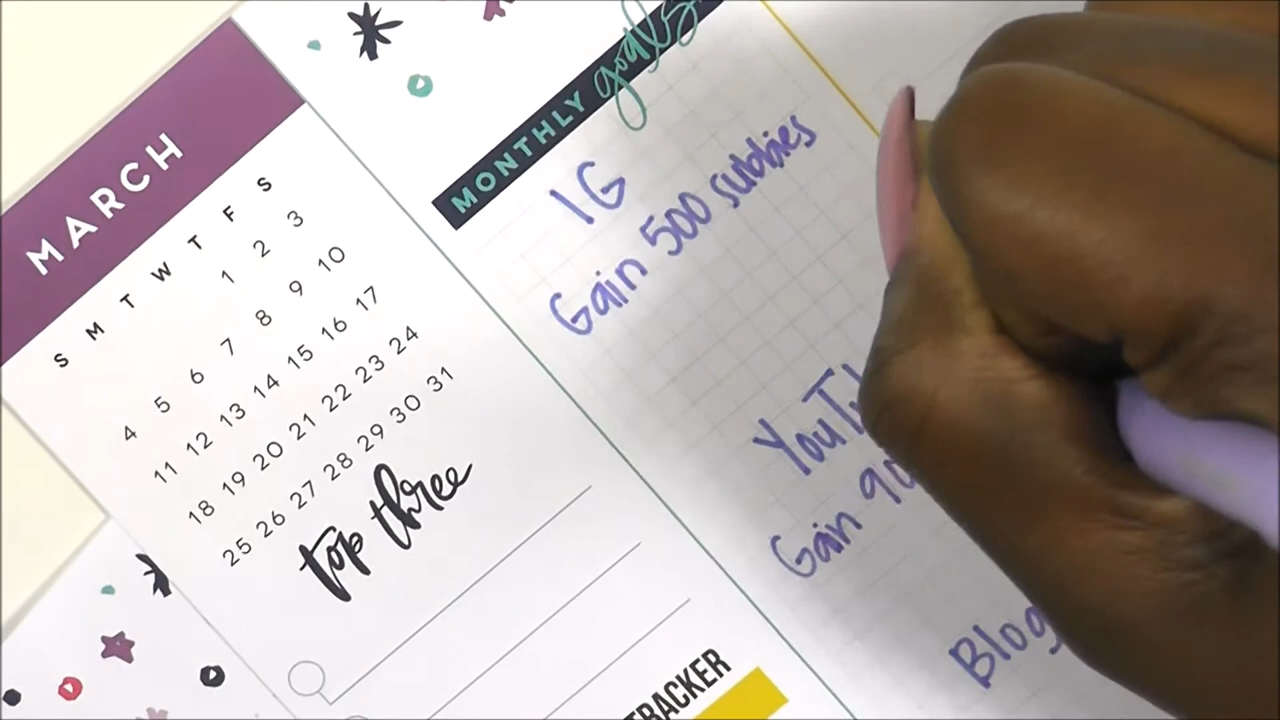 MARCH
S M T W T F S
1 2 3
4 5 6 7 8 9 10
11 12 13 14 15 16 17
18 19 20 21 22 23 24
25 26 27 28 29 30 31
top three
TRACKER
MONTHLY goals
IG
Gain 500 subbies
Gain
Blog